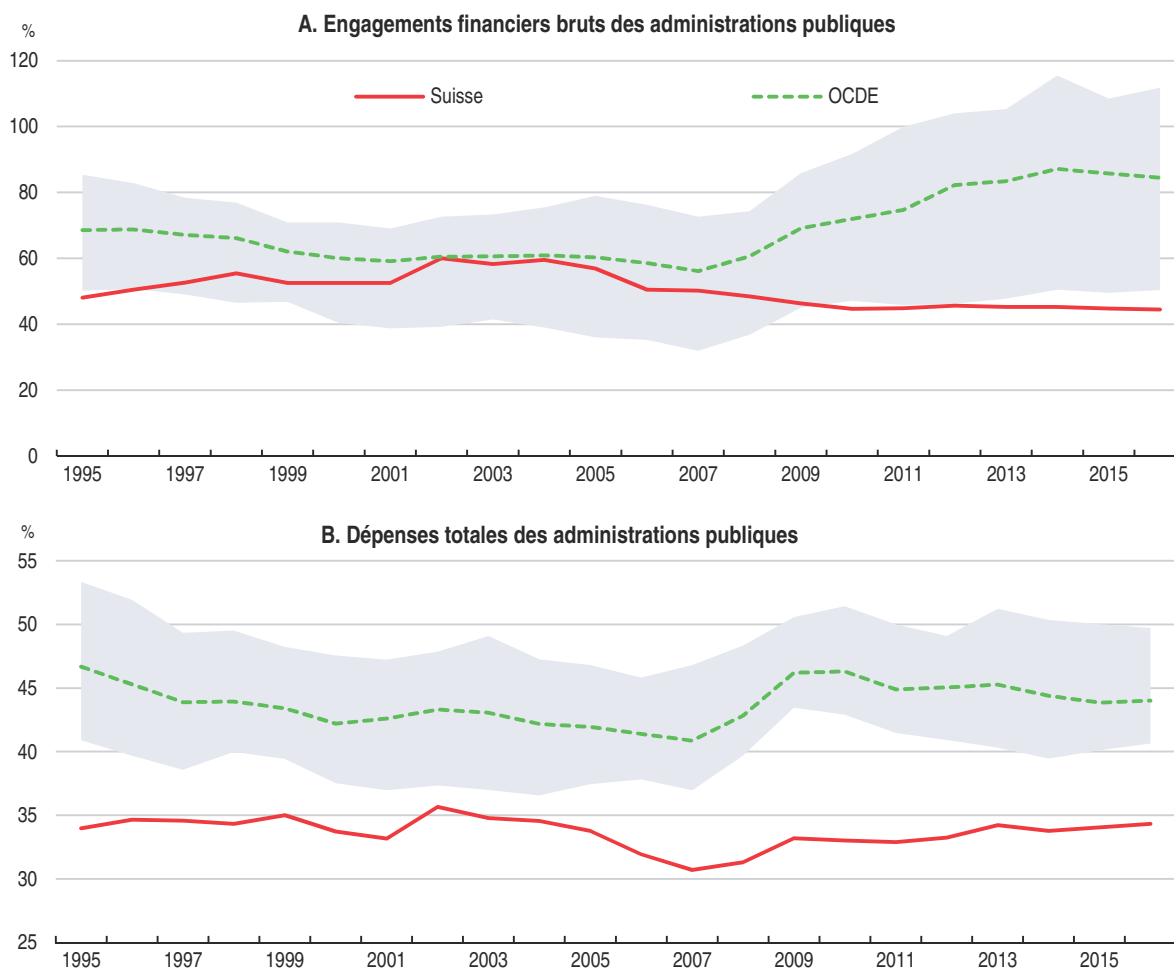 A. Engagements financiers bruts des administrations publiques
%
120
Suisse
OCDE
100
80
60
40
20
0
1995 1997 1999 2001 2003 2005 2007 2009 2011 2013 2015
B. Dépenses totales des administrations publiques
%
55
50
45
40
35
30
25
1995 1997 1999 2001 2003 2005 2007 2009 2011 2013 2015